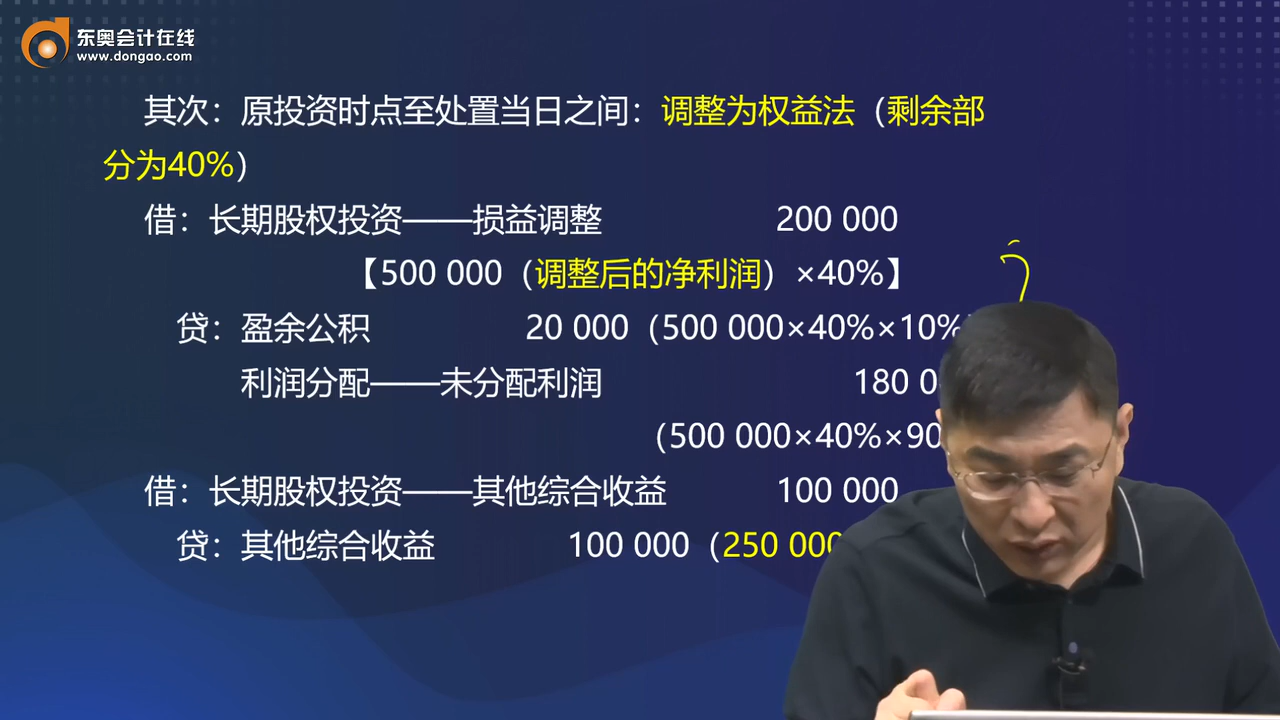 东奥会计在线
www.dongao.com
其次：原投资时点至处置当日之间：调整为权益法（剩余部
分为40%）
借：长期股权投资——损益调整 200 000
【500 000（调整后的净利润）×40%】
贷：盈余公积 20 000（500 000×40%×10%
利润分配——未分配利润 180 0
（500 000×40%×90
借：长期股权投资——其他综合收益 100 000
贷：其他综合收益 100 000（250 000